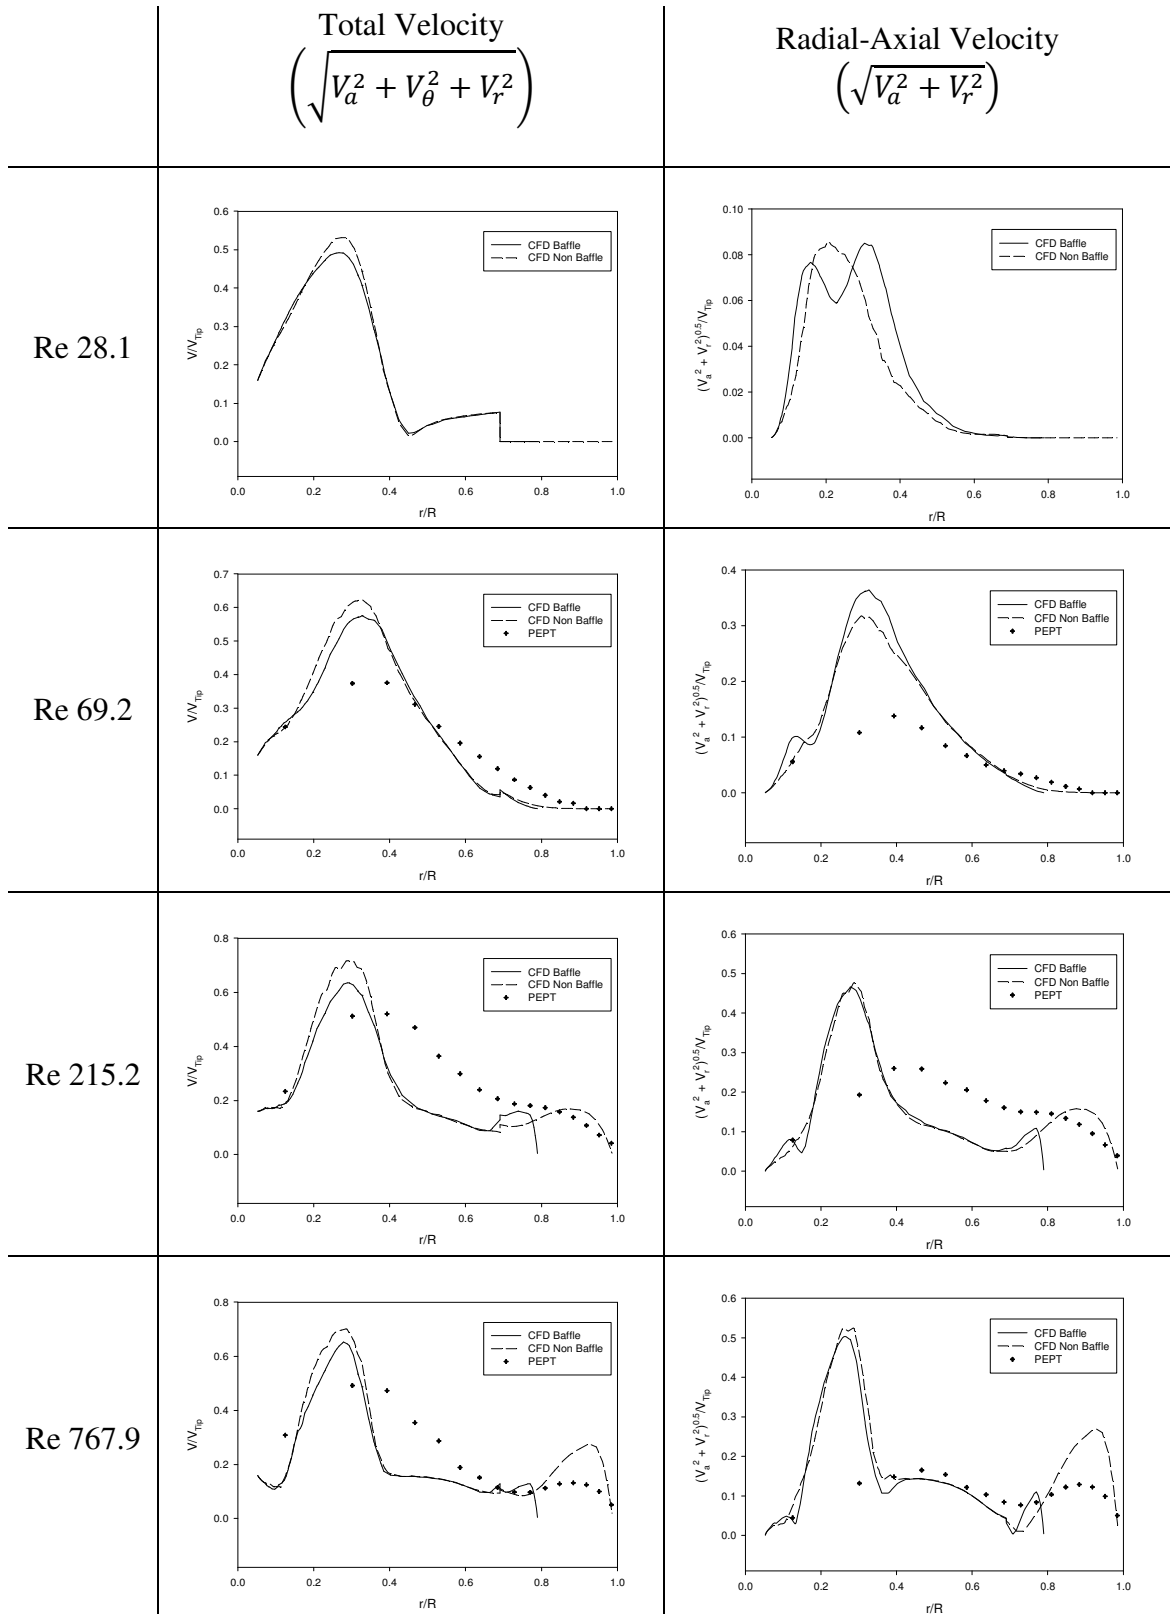 Total Velocity
(√(V_a^2 + V_θ^2 + V_r^2))
Radial-Axial Velocity
(√(V_a^2 + V_r^2))
Re 28.1
V/V_Tip
0.6
0.5
0.4
0.3
0.2
0.1
0.0
CFD Baffle
CFD Non Baffle
0.0 0.2 0.4 0.6 0.8 1.0
r/R
(V_a^2 + V_r^2)^0.5/V_Tip
0.10
0.08
0.06
0.04
0.02
0.00
CFD Baffle
CFD Non Baffle
0.0 0.2 0.4 0.6 0.8 1.0
r/R
Re 69.2
V/V_Tip
0.7
0.6
0.5
0.4
0.3
0.2
0.1
0.0
CFD Baffle
CFD Non Baffle
PEPT
0.0 0.2 0.4 0.6 0.8 1.0
r/R
(V_a^2 + V_r^2)^0.5/V_Tip
0.4
0.3
0.2
0.1
0.0
CFD Baffle
CFD Non Baffle
PEPT
0.0 0.2 0.4 0.6 0.8 1.0
r/R
Re 215.2
V/V_Tip
0.8
0.6
0.4
0.2
0.0
CFD Baffle
CFD Non Baffle
PEPT
0.0 0.2 0.4 0.6 0.8 1.0
r/R
(V_a^2 + V_r^2)^0.5/V_Tip
0.6
0.5
0.4
0.3
0.2
0.1
0.0
CFD Baffle
CFD Non Baffle
PEPT
0.0 0.2 0.4 0.6 0.8 1.0
r/R
Re 767.9
V/V_Tip
0.8
0.6
0.4
0.2
0.0
CFD Baffle
CFD Non Baffle
PEPT
0.0 0.2 0.4 0.6 0.8 1.0
r/R
(V_a^2 + V_r^2)^0.5/V_Tip
0.6
0.5
0.4
0.3
0.2
0.1
0.0
CFD Baffle
CFD Non Baffle
PEPT
0.0 0.2 0.4 0.6 0.8 1.0
r/R